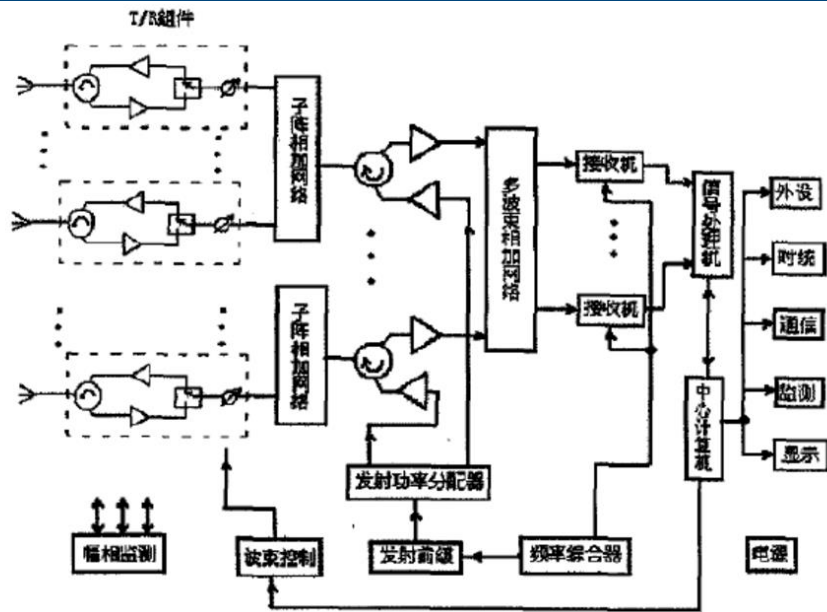 T/R组件
子阵相加网络
子阵相加网络
多波束相加网络
接收机
接收机
信号处理机
中心计算机
外设
时统
通信
监测
显示
发射功率分配器
幅相监测
波束控制
发射前级
频率综合器
电源